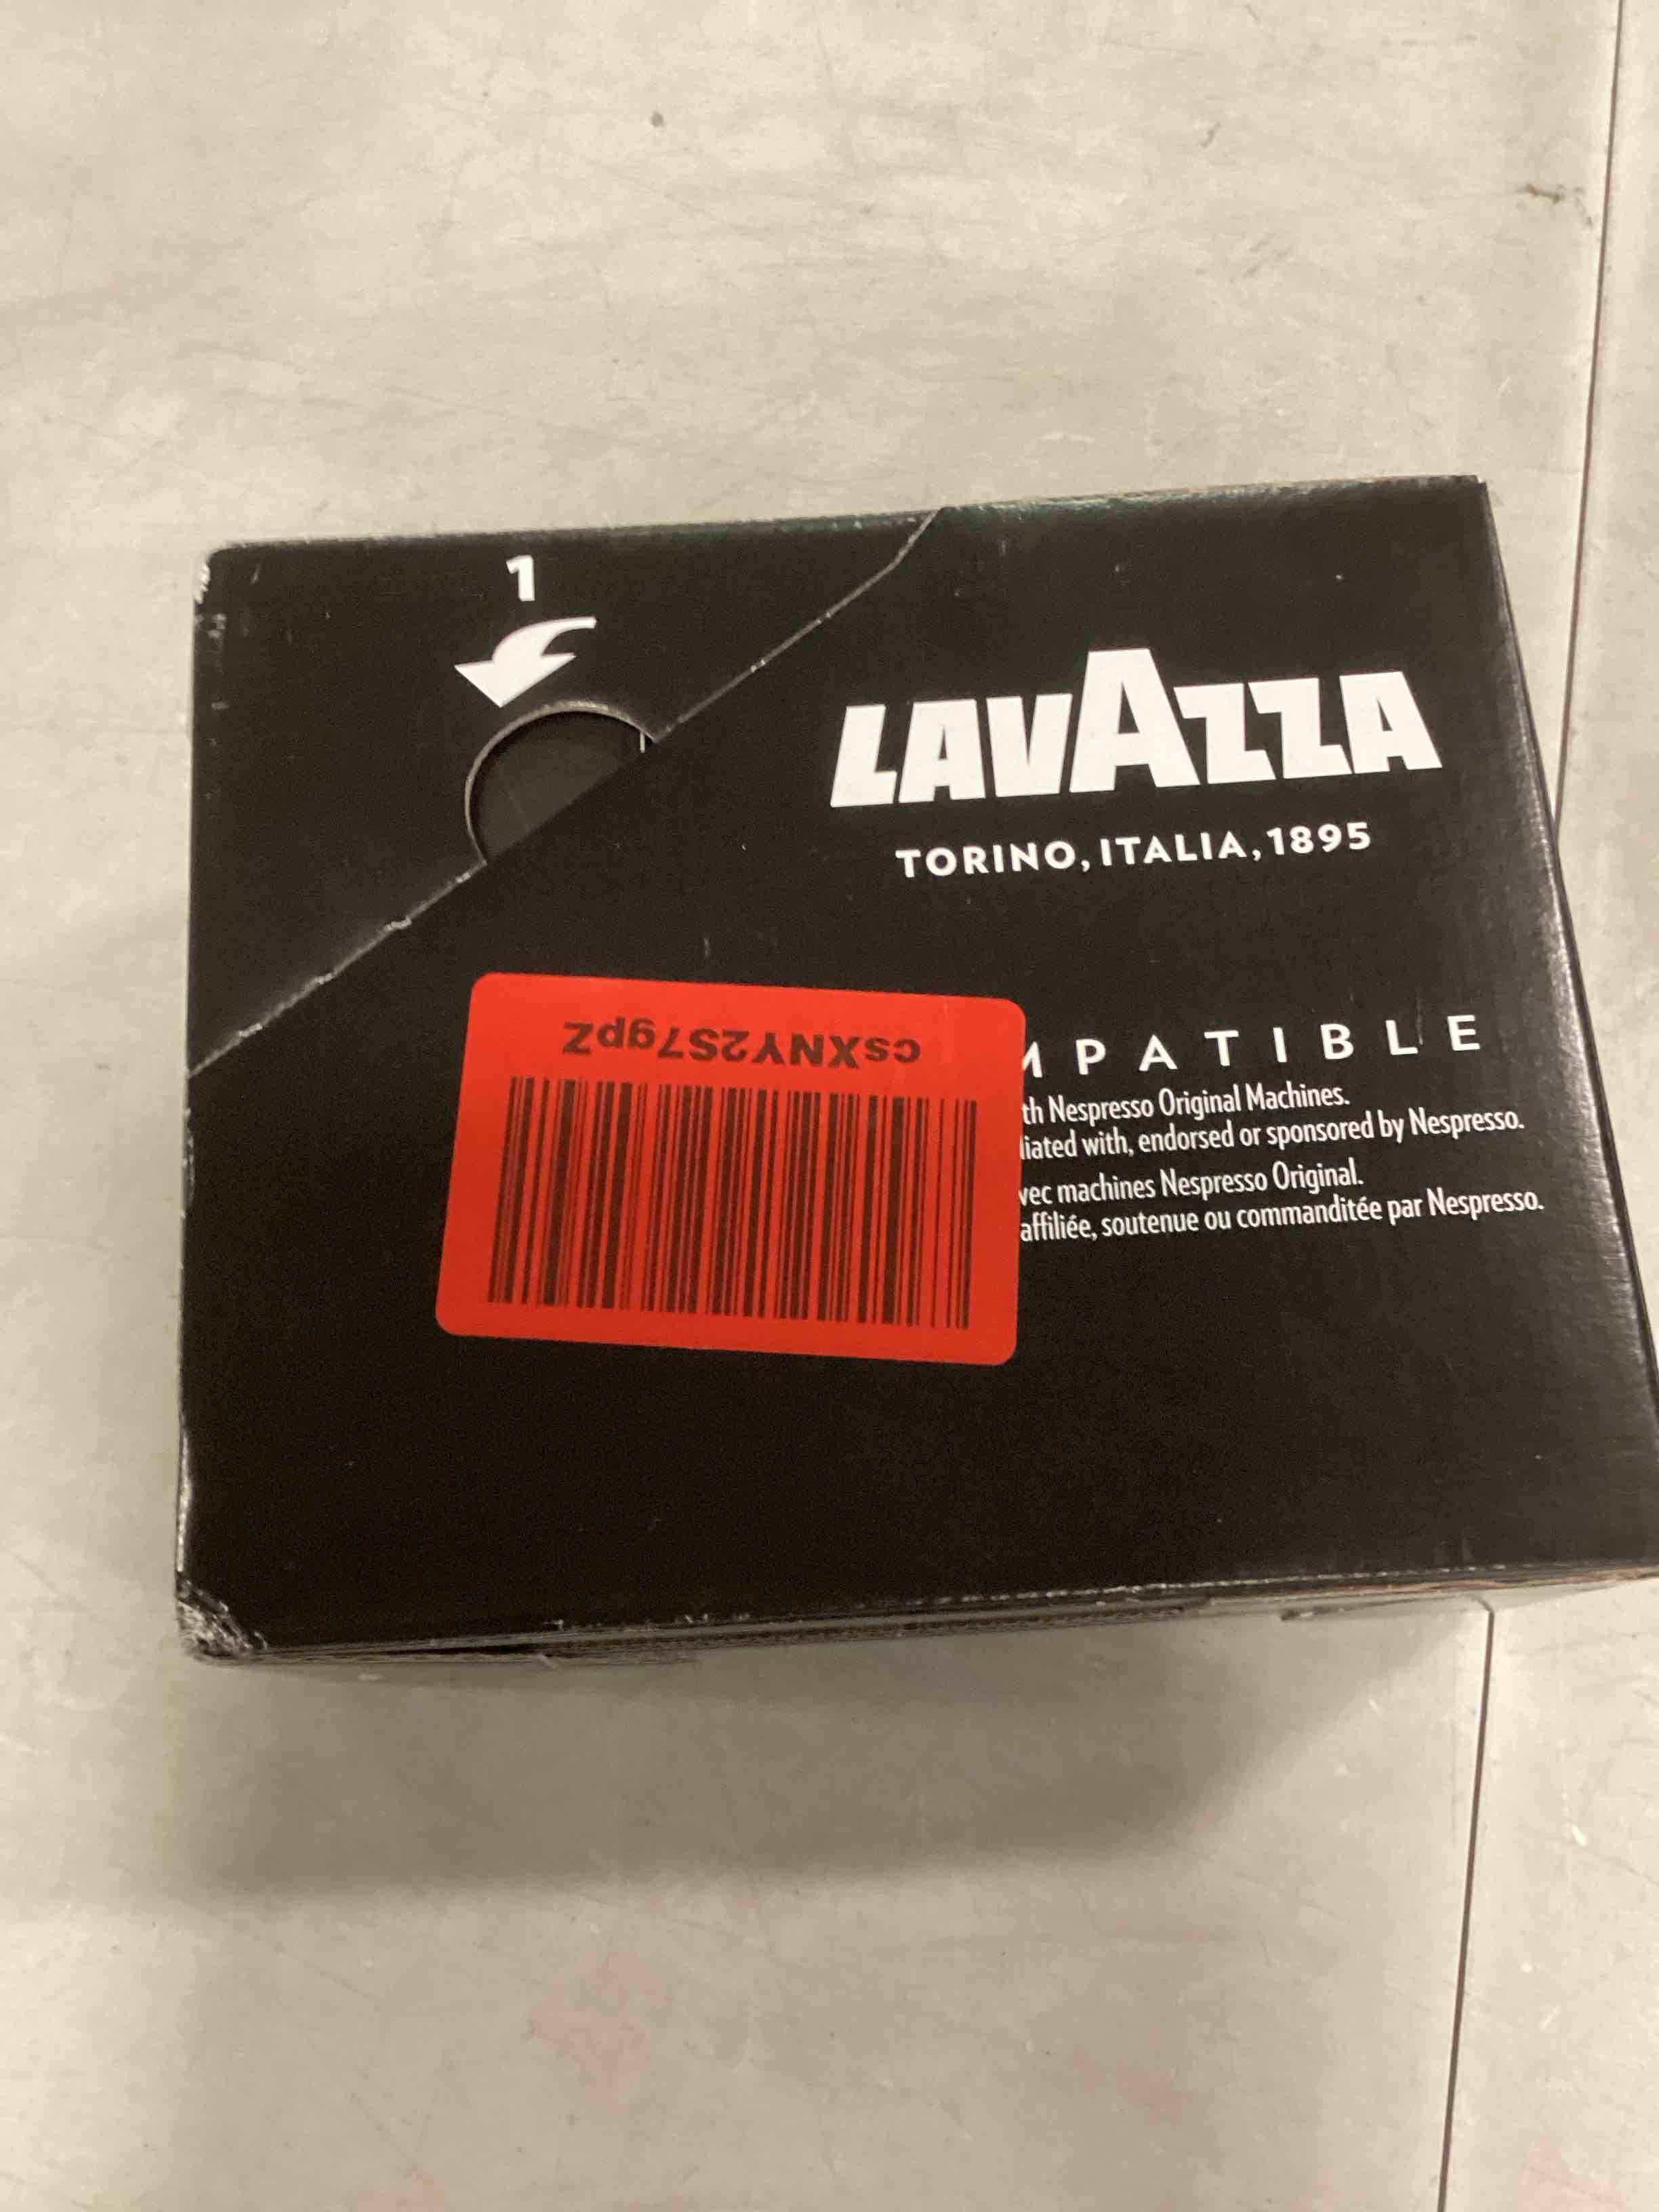 1
LAVAZZA
TORINO, ITALIA, 1895
csXNY2S7gpZ
MPATIBLE
th Nespresso Original Machines.
liated with, endorsed or sponsored by Nespresso.
vec machines Nespresso Original.
affiliée, soutenue ou commanditée par Nespresso.